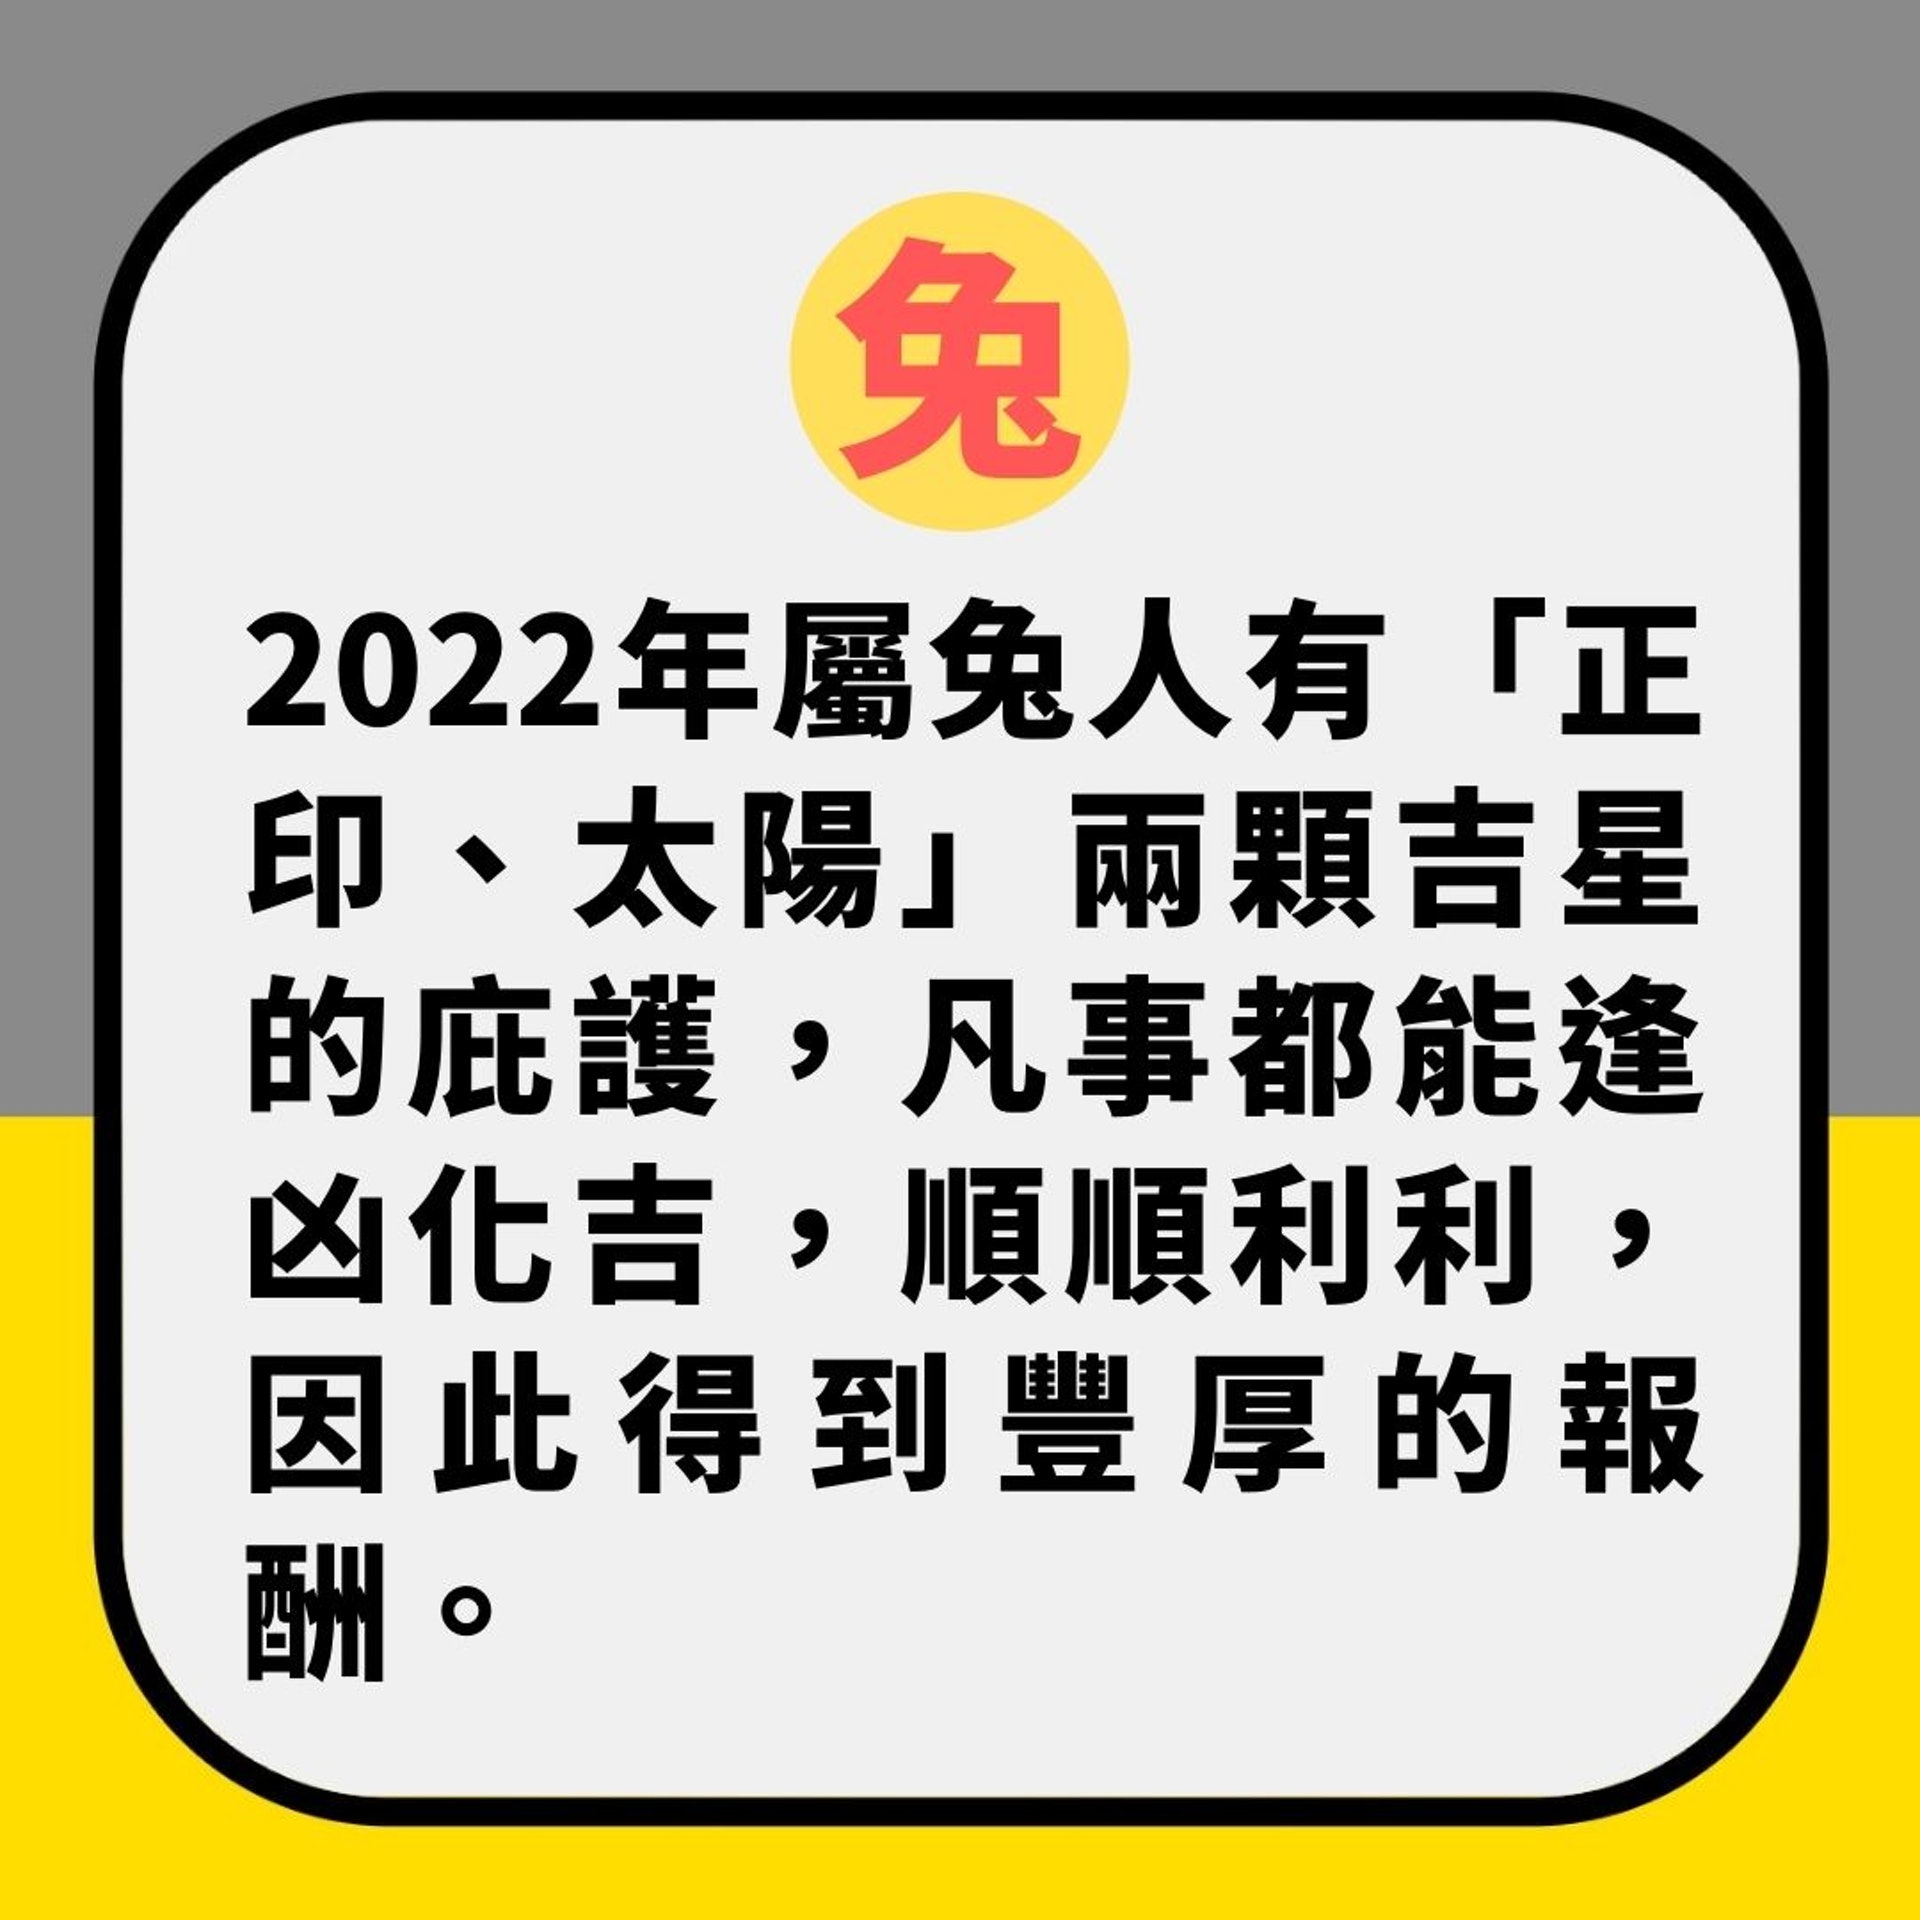 兔
2022年屬兔人有「正
印、太陽」兩顆吉星
的庇護，凡事都能逢
凶化吉，順順利利，
因此得到豐厚的報
酬。